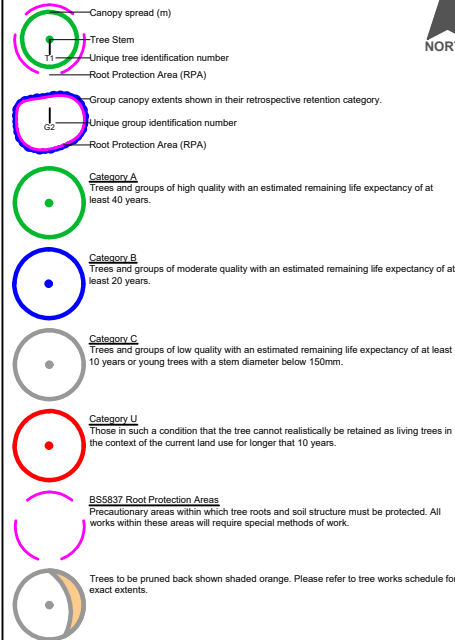 Canopy spread (m)
NORT
Tree Stem
T1
Unique tree identification number
Root Protection Area (RPA)
Group canopy extents shown in their retrospective retention category.
G2
Unique group identification number
Root Protection Area (RPA)
Category A
Trees and groups of high quality with an estimated remaining life expectancy of at
least 40 years.
Category B
Trees and groups of moderate quality with an estimated remaining life expectancy of at
least 20 years.
Category C
Trees and groups of low quality with an estimated remaining life expectancy of at least
10 years or young trees with a stem diameter below 150mm.
Category U
Those in such a condition that the tree cannot realistically be retained as living trees in
the context of the current land use for longer that 10 years.
BS5837 Root Protection Areas
Precautionary areas within which tree roots and soil structure must be protected. All
works within these areas will require special methods of work.
Trees to be pruned back shown shaded orange. Please refer to tree works schedule for
exact extents.